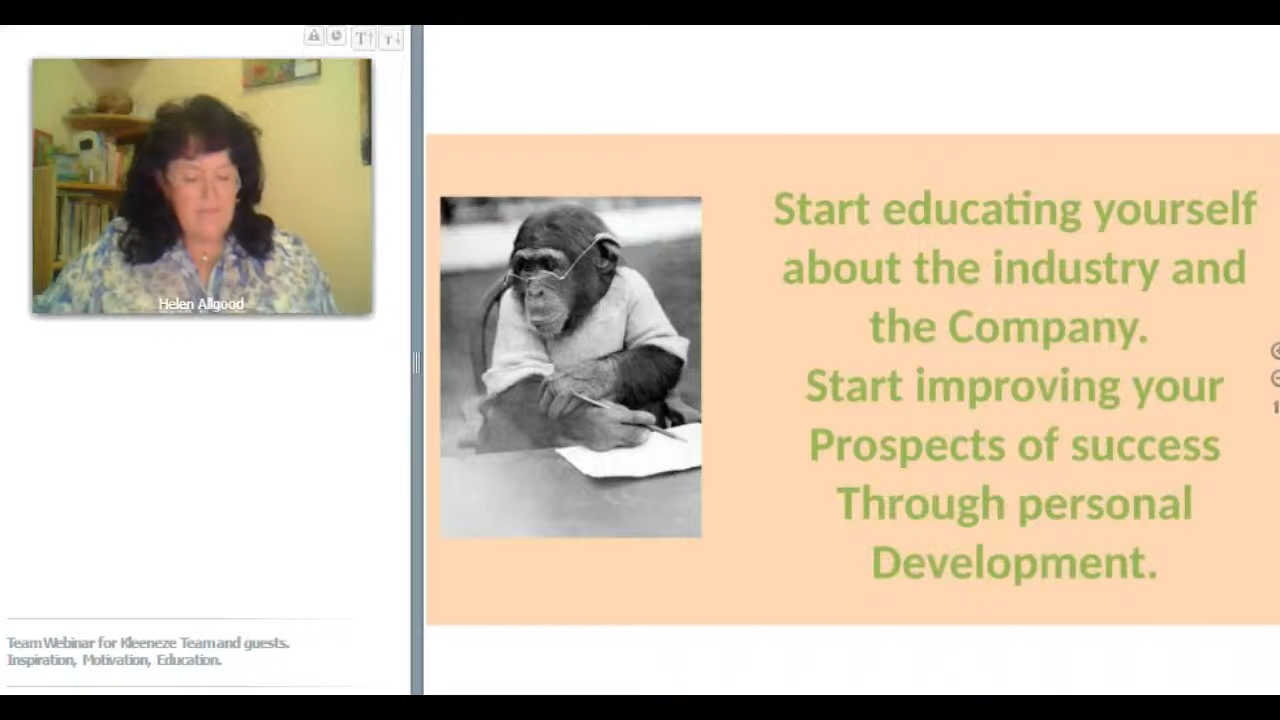 T↑ T↓
Helen Allgood
Team Webinar for Kleeneze Team and guests.
Inspiration, Motivation, Education.
Start educating yourself
about the industry and
the Company.
Start improving your
Prospects of success
Through personal
Development.